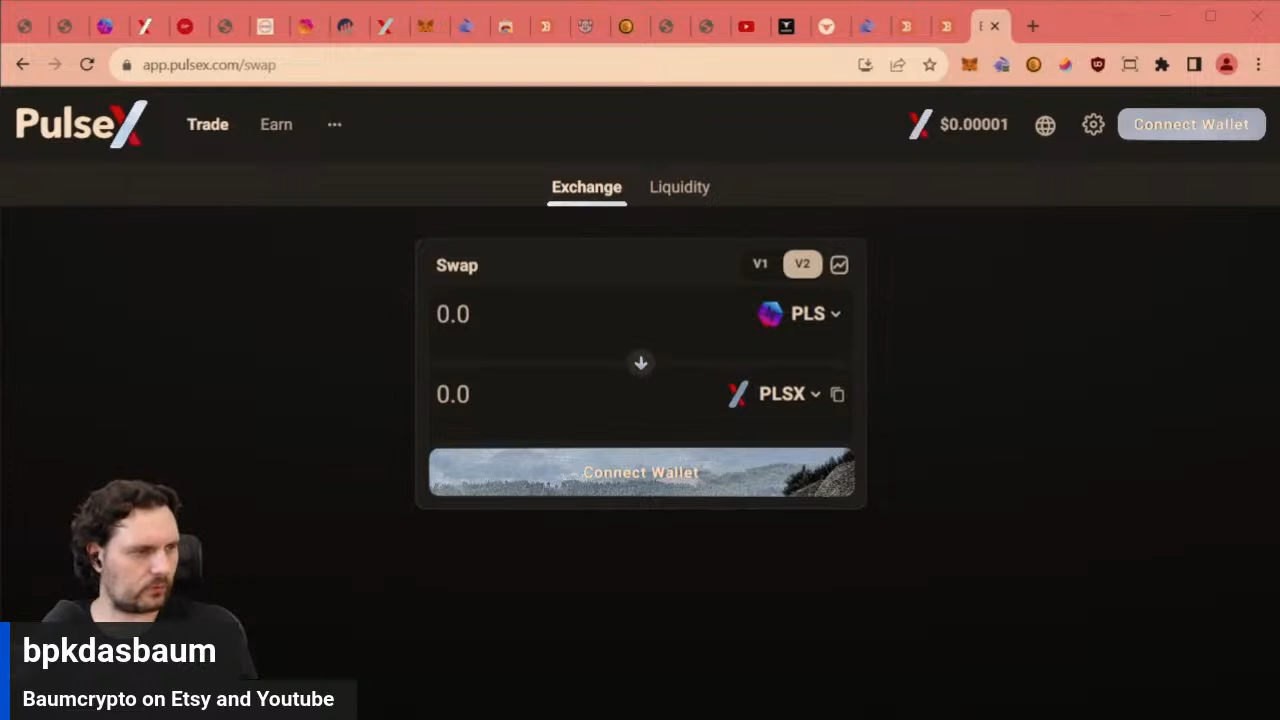 app.pulsex.com/swap
PulseX
Trade
Earn
$0.00001
Connect Wallet
Exchange
Liquidity
Swap
V1
V2
0.0
PLS
0.0
PLSX
Connect Wallet
bpkdasbaum
Baumcrypto on Etsy and Youtube